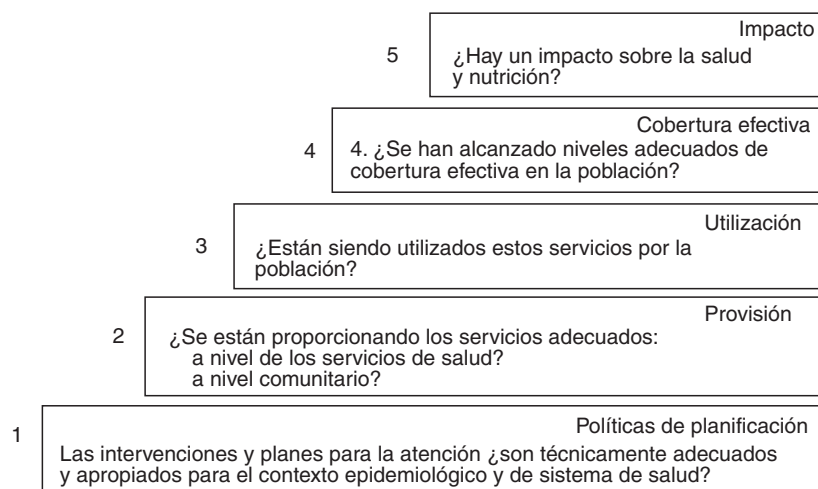 Impacto
5
¿Hay un impacto sobre la salud
y nutrición?
Cobertura efectiva
4
4. ¿Se han alcanzado niveles adecuados de
cobertura efectiva en la población?
Utilización
3
¿Están siendo utilizados estos servicios por la
población?
Provisión
2
¿Se están proporcionando los servicios adecuados:
a nivel de los servicios de salud?
a nivel comunitario?
Políticas de planificación
1
Las intervenciones y planes para la atención ¿son técnicamente adecuados
y apropiados para el contexto epidemiológico y de sistema de salud?